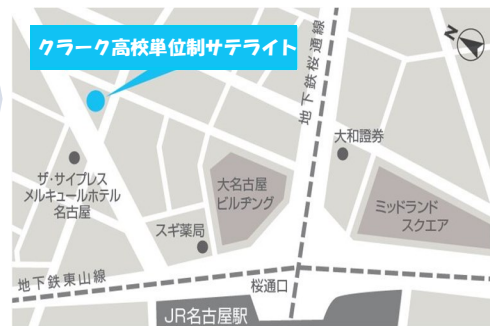 クラーク高校単位制サテライト
N
地下鉄桜通線
大和證券
ザ・サイプレス
メルキュールホテル
名古屋
大名古屋
ビルヂング
ミッドランド
スクエア
スギ薬局
地下鉄東山線
桜通口
JR名古屋駅